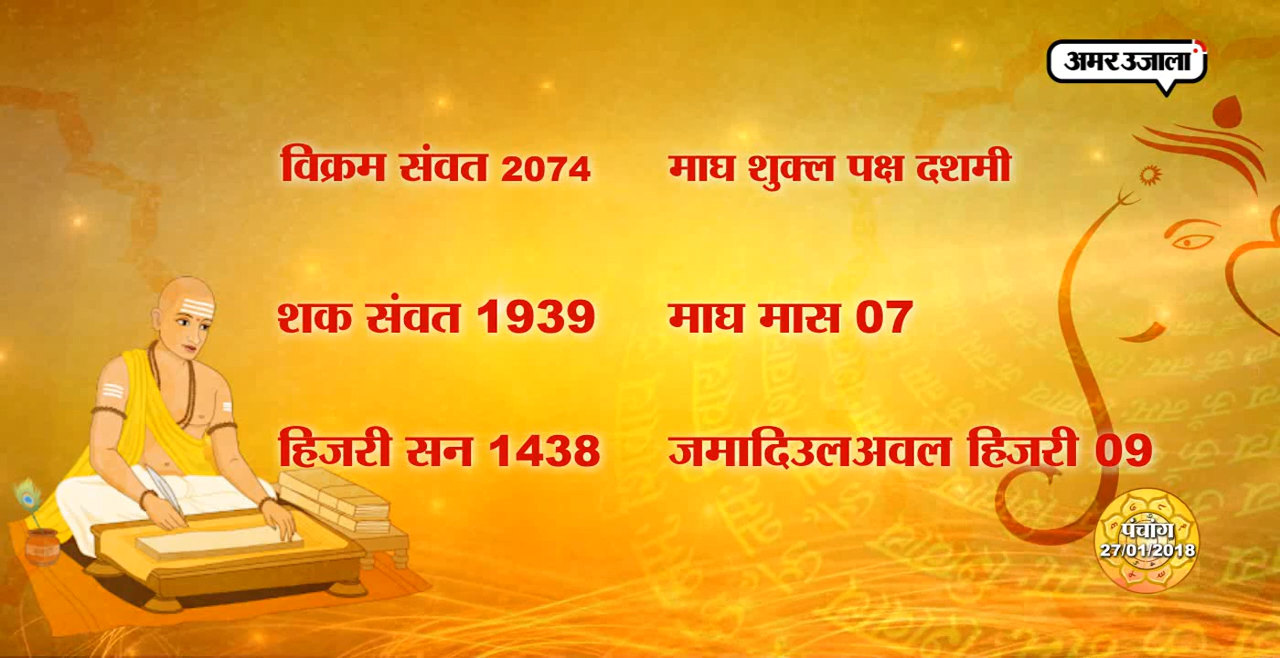 अमर उजाला
विक्रम संवत 2074 माघ शुक्ल पक्ष दशमी
शक संवत 1939 माघ मास 07
हिजरी सन 1438 जमादिउलअवल हिजरी 09
पंचांग
27/01/2018